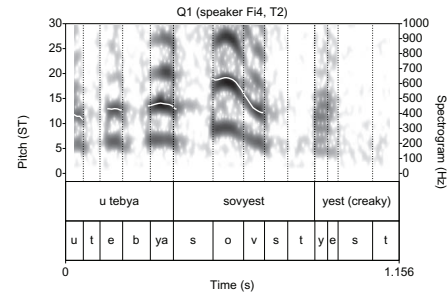 Q1 (speaker Fi4, T2)
30 1000
25 900
800
20 700
600
15 500
10 400
300
5 200
100
0 0
Pitch (ST)
Spectrogram (Hz)
u tebya sovyest yest (creaky)
u t e b ya s o v s t y e s t
0 1.156
Time (s)